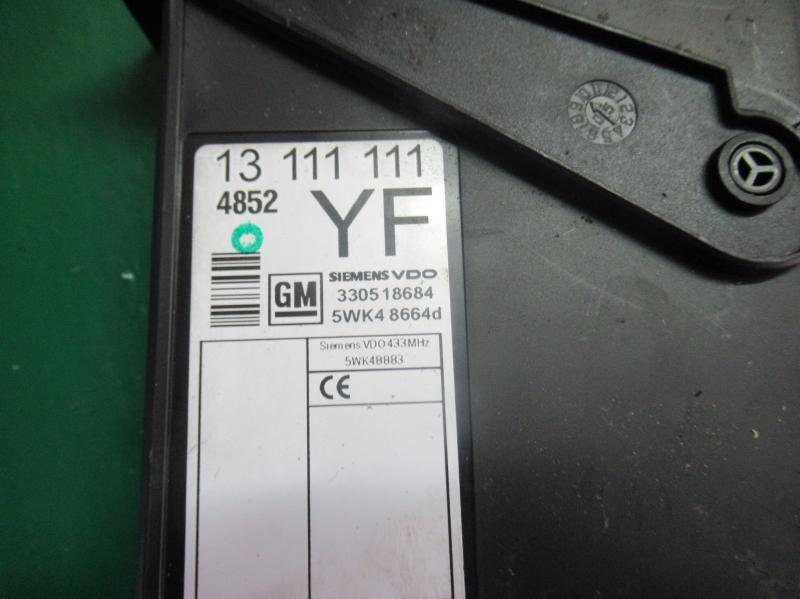 13 111 111
4852
YF
GM
SIEMENS VDO
330518684
5WK4 8664d
Siemens VDO 433MHz
5WK48883
CE